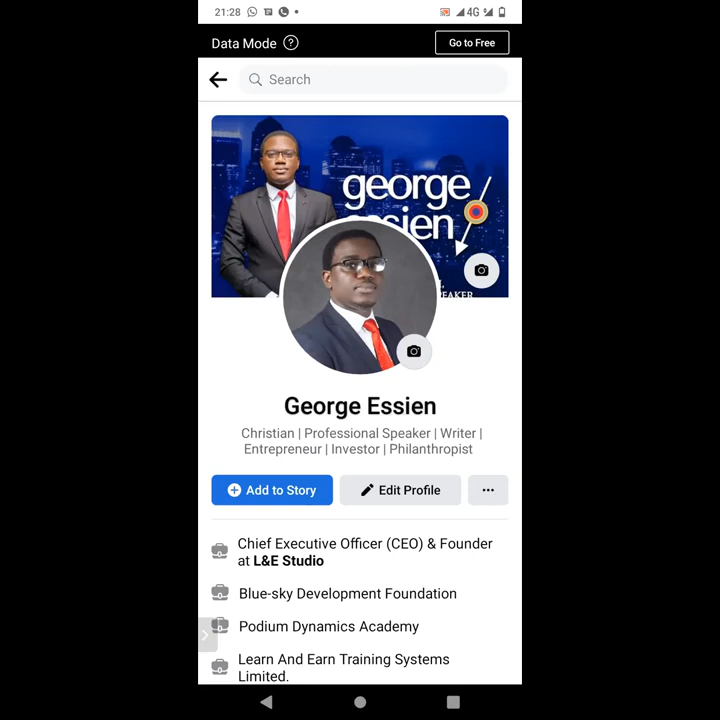 21:28
4G
Data Mode ?
Go to Free
Search
george
essien
SPEAKER
George Essien
Christian | Professional Speaker | Writer |
Entrepreneur | Investor | Philanthropist
Add to Story
Edit Profile
Chief Executive Officer (CEO) & Founder
at L&E Studio
Blue-sky Development Foundation
Podium Dynamics Academy
Learn And Earn Training Systems
Limited.